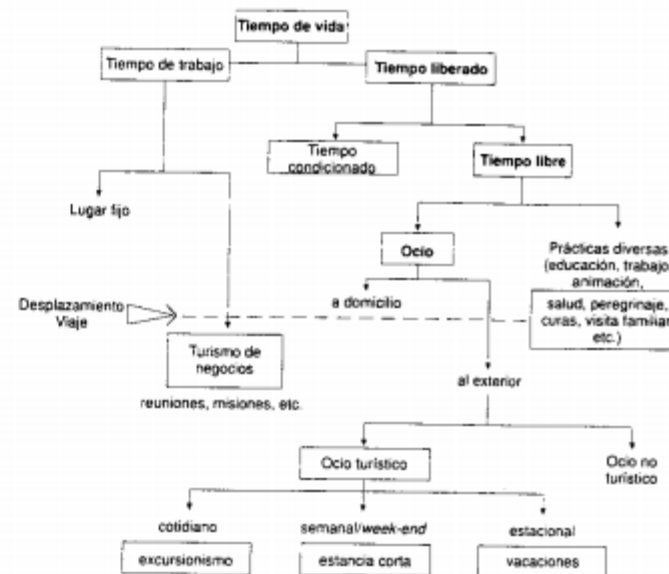 Tiempo de vida
Tiempo de trabajo
Tiempo liberado
Tiempo
condicionado
Tiempo libre
Lugar fijo
Ocio
Prácticas diversas
(educación, trabajo
animación,
salud, peregrinaje,
curas, visita familiar
etc.)
a domicilio
Desplazamiento
Viaje
Turismo de
negocios
reuniones, misiones, etc.
al exterior
Ocio turístico
Ocio no
turístico
cotidiano
semanal/week-end
estacional
excursionismo
estancia corta
vacaciones